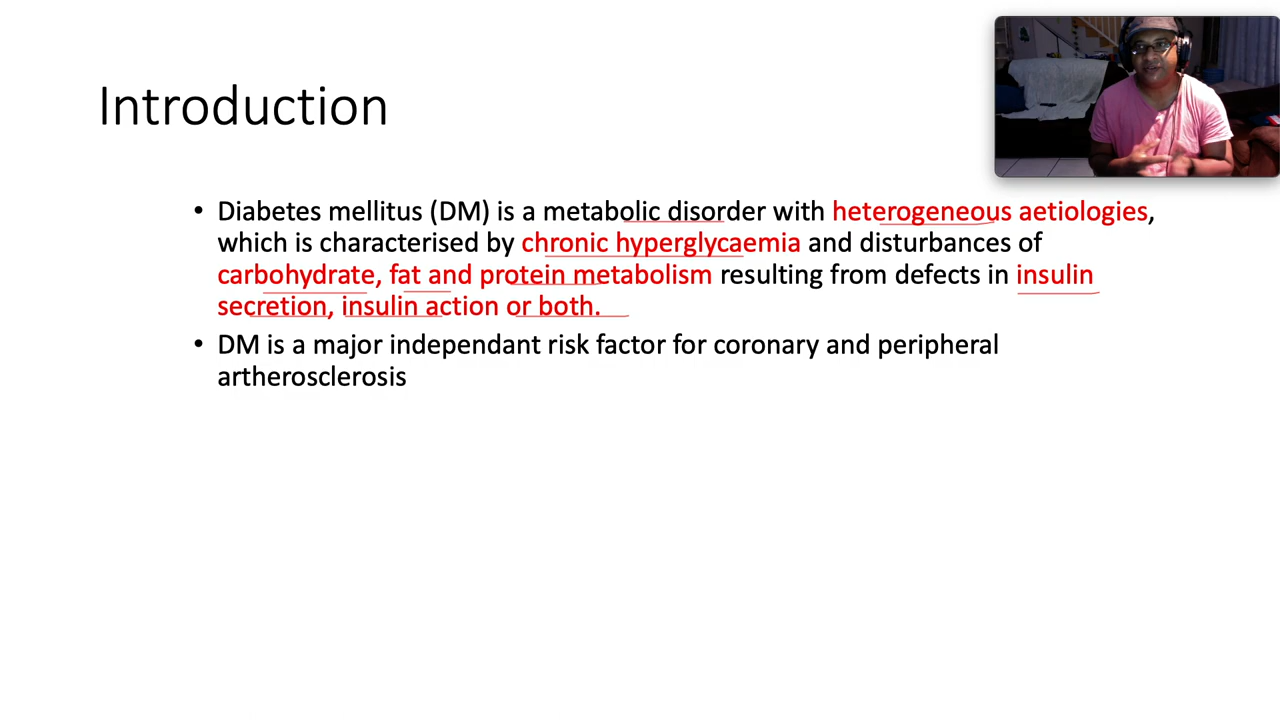 Introduction
• Diabetes mellitus (DM) is a metabolic disorder with heterogeneous aetiologies,
which is characterised by chronic hyperglycaemia and disturbances of
carbohydrate, fat and protein metabolism resulting from defects in insulin
secretion, insulin action or both.
• DM is a major independant risk factor for coronary and peripheral
artherosclerosis